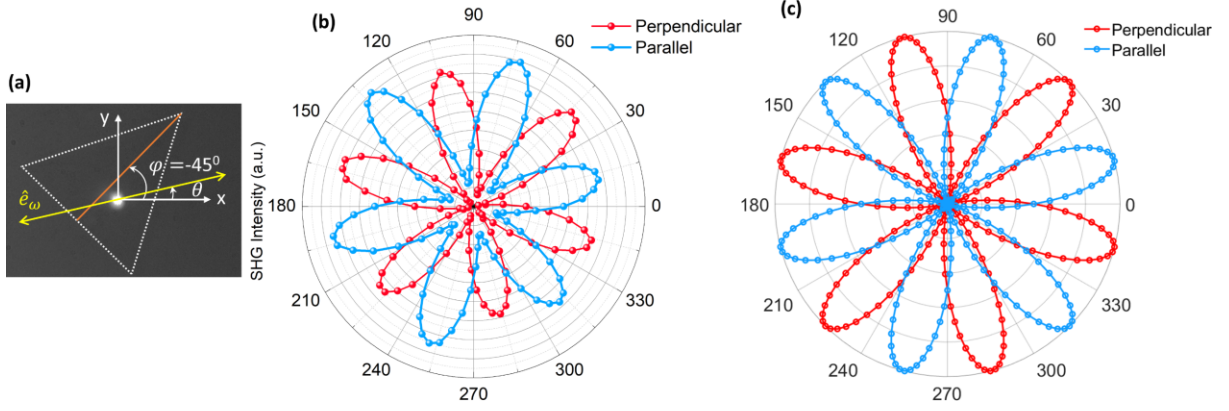 (a)
y
φ =-45⁰
θ
x
ê_ω
(b)
SHG Intensity (a.u.)
Perpendicular
Parallel
90
60
30
0
330
300
270
240
210
180
150
120
(c)
Perpendicular
Parallel
90
60
30
0
330
300
270
240
210
180
150
120